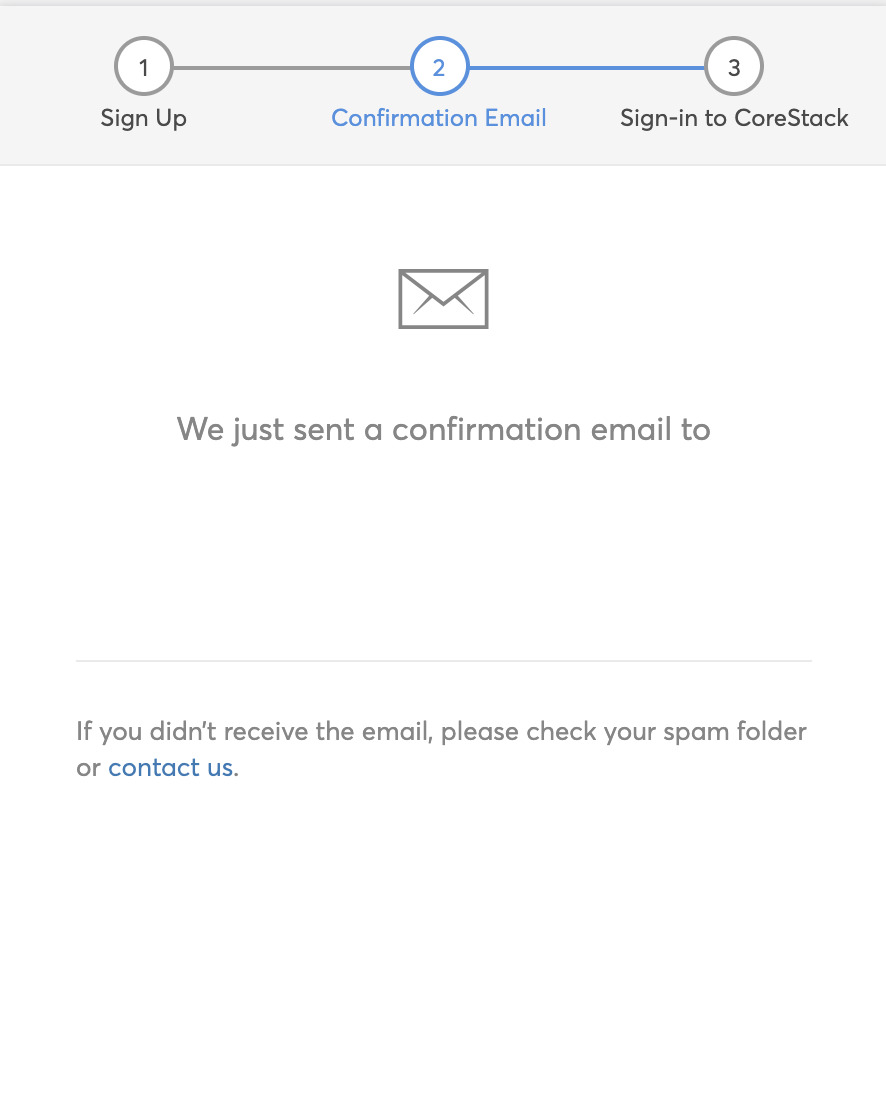 1
2
3
Sign Up
Confirmation Email
Sign-in to CoreStack
We just sent a confirmation email to
If you didn't receive the email, please check your spam folder
or contact us.